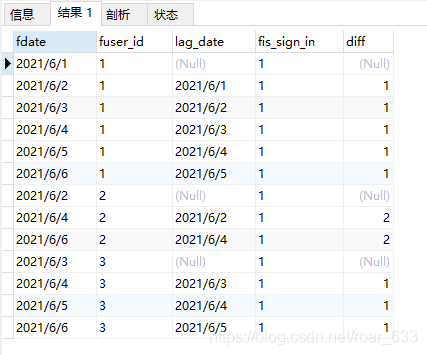 信息 结果 1 剖析 状态
fdate fuser_id lag_date fis_sign_in diff
2021/6/1 1 (Null) 1 (Null)
2021/6/2 1 2021/6/1 1 1
2021/6/3 1 2021/6/2 1 1
2021/6/4 1 2021/6/3 1 1
2021/6/5 1 2021/6/4 1 1
2021/6/6 1 2021/6/5 1 1
2021/6/2 2 (Null) 1 (Null)
2021/6/4 2 2021/6/2 1 2
2021/6/6 2 2021/6/4 1 2
2021/6/3 3 (Null) 1 (Null)
2021/6/4 3 2021/6/3 1 1
2021/6/5 3 2021/6/4 1 1
2021/6/6 3 2021/6/5 1 1
https://blog.csdn.net/roar_633